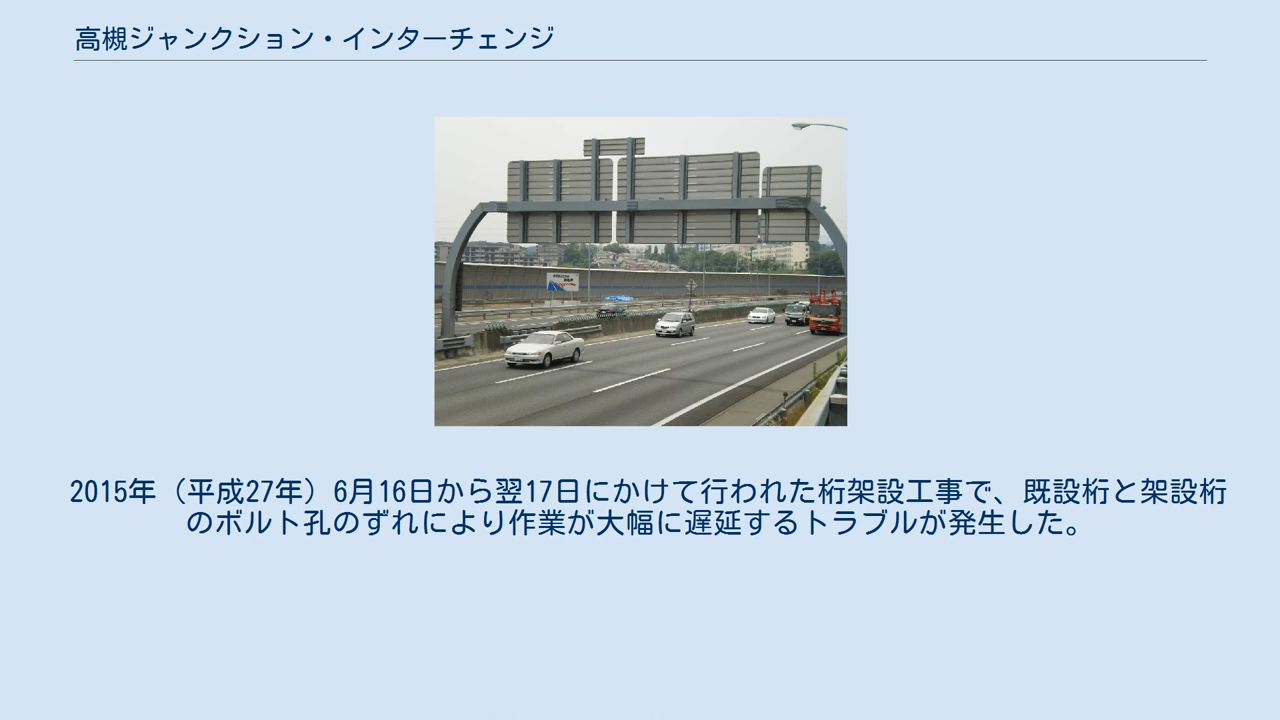 高槻ジャンクション・インターチェンジ
2015年（平成27年）6月16日から翌17日にかけて行われた桁架設工事で、既設桁と架設桁
のボルト孔のずれにより作業が大幅に遅延するトラブルが発生した。